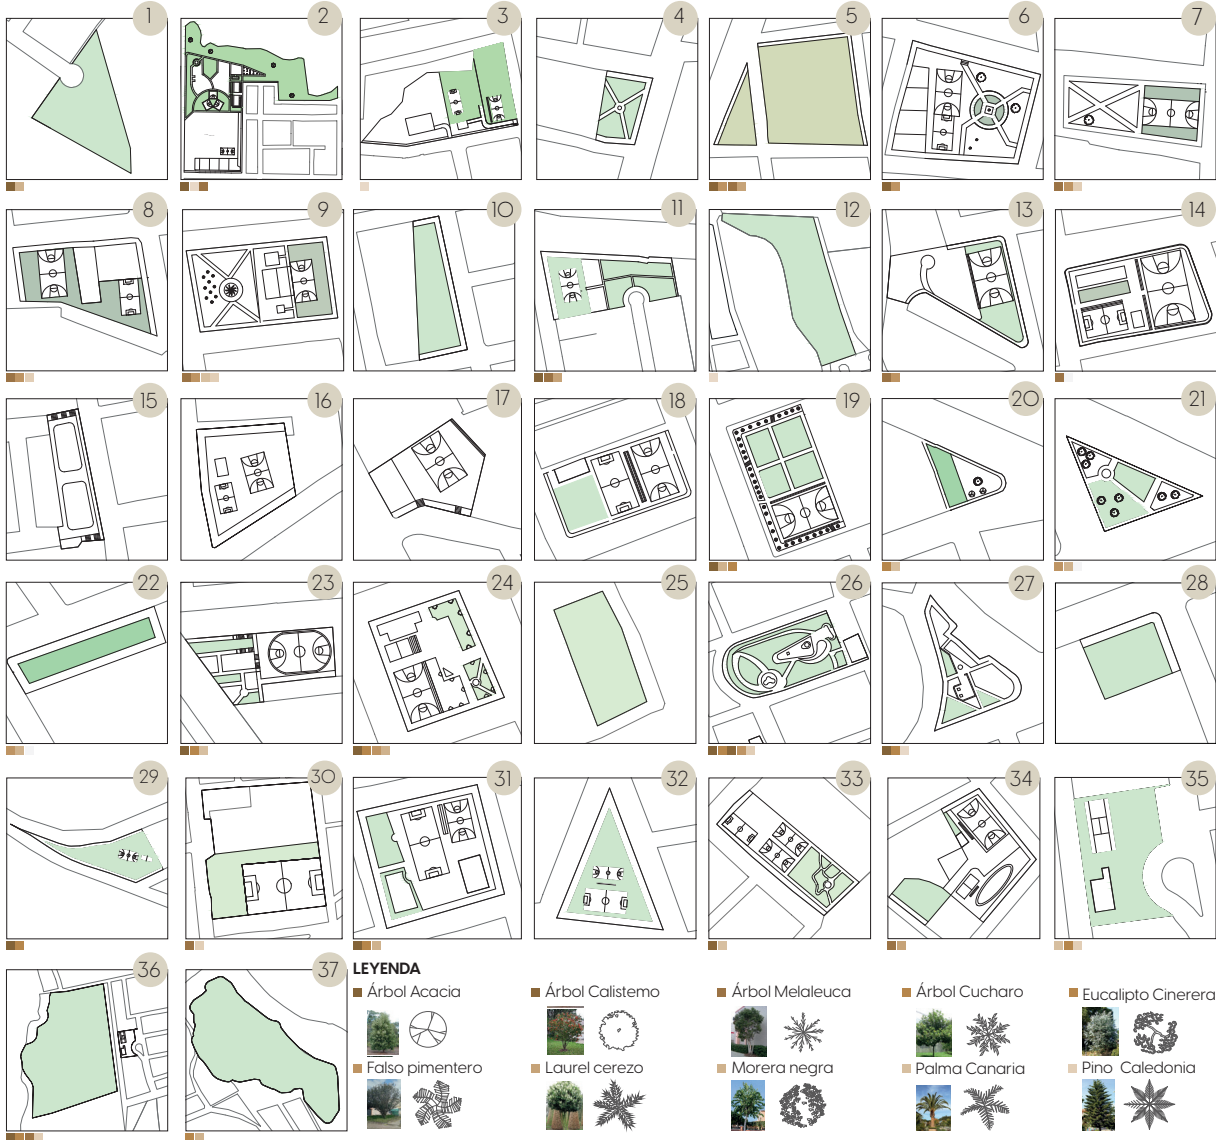 1 2 3 4 5 6 7
8 9 10 11 12 13 14
15 16 17 18 19 20 21
22 23 24 25 26 27 28
29 30 31 32 33 34 35
36 37
LEYENDA
Árbol Acacia
Árbol Calistemo
Árbol Melaleuca
Árbol Cucharo
Eucalipto Cinerera
Falso pimentero
Laurel cerezo
Morera negra
Palma Canaria
Pino Caledonia